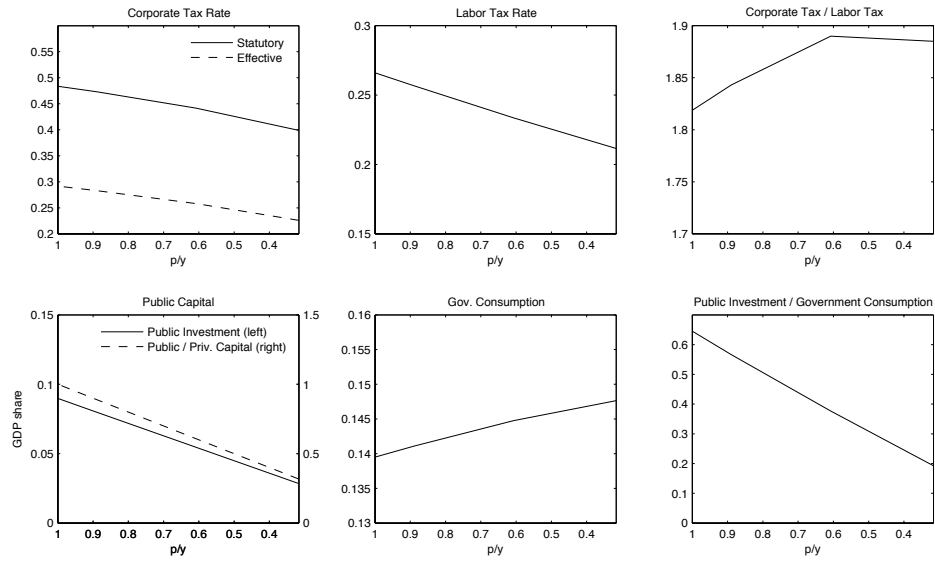 Corporate Tax Rate
0.55
0.5
0.45
0.4
0.35
0.3
0.25
0.2
Statutory
Effective
1 0.9 0.8 0.7 0.6 0.5 0.4
p/y
Labor Tax Rate
0.3
0.25
0.2
0.15
1 0.9 0.8 0.7 0.6 0.5 0.4
p/y
Corporate Tax / Labor Tax
1.9
1.85
1.8
1.75
1.7
1 0.9 0.8 0.7 0.6 0.5 0.4
p/y
Public Capital
GDP share
0.15
0.1
0.05
0
Public Investment (left)
Public / Priv. Capital (right)
1.5
1
0.5
0
1 0.9 0.8 0.7 0.6 0.5 0.4
p/y
Gov. Consumption
0.16
0.155
0.15
0.145
0.14
0.135
0.13
1 0.9 0.8 0.7 0.6 0.5 0.4
p/y
Public Investment / Government Consumption
0.6
0.5
0.4
0.3
0.2
0.1
0
1 0.9 0.8 0.7 0.6 0.5 0.4
p/y